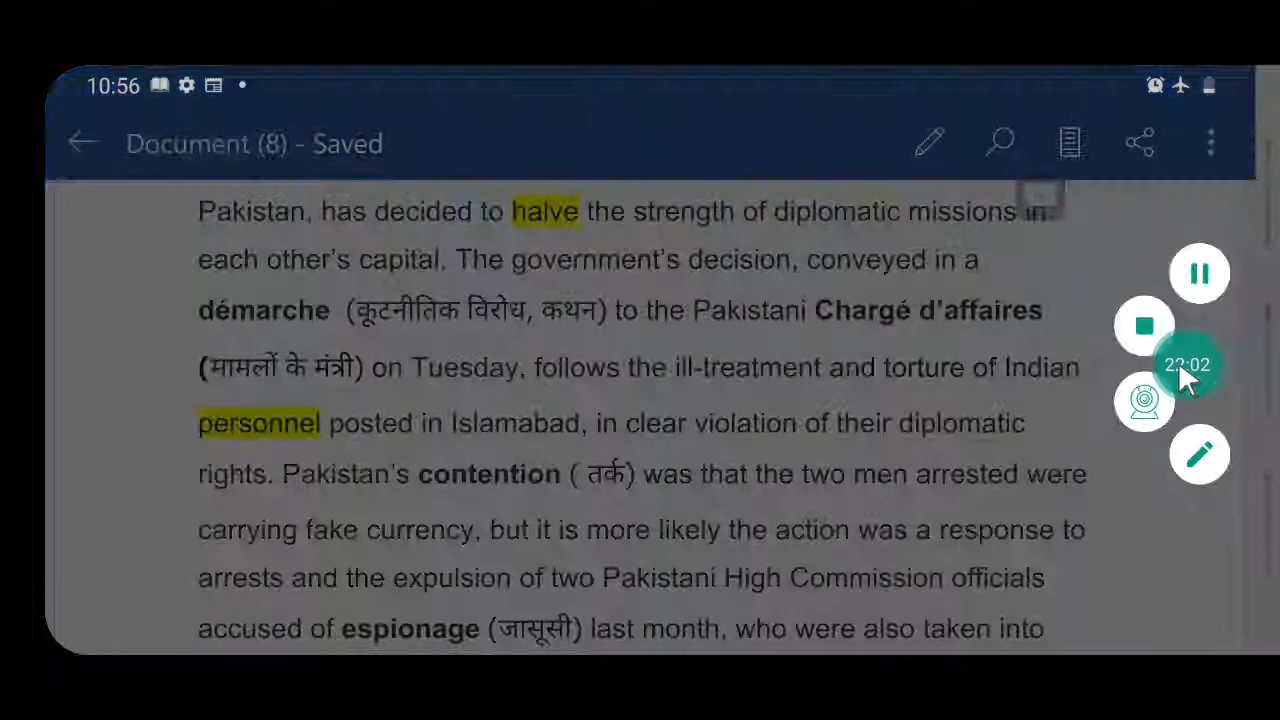 10:56
Document (8) - Saved
Pakistan, has decided to halve the strength of diplomatic missions in
each other's capital. The government's decision, conveyed in a
démarche (कूटनीतिक विरोध, कथन) to the Pakistani Chargé d'affaires
(मामलों के मंत्री) on Tuesday, follows the ill-treatment and torture of Indian
personnel posted in Islamabad, in clear violation of their diplomatic
rights. Pakistan's contention ( तर्क) was that the two men arrested were
carrying fake currency, but it is more likely the action was a response to
arrests and the expulsion of two Pakistani High Commission officials
accused of espionage (जासूसी) last month, who were also taken into
22:02